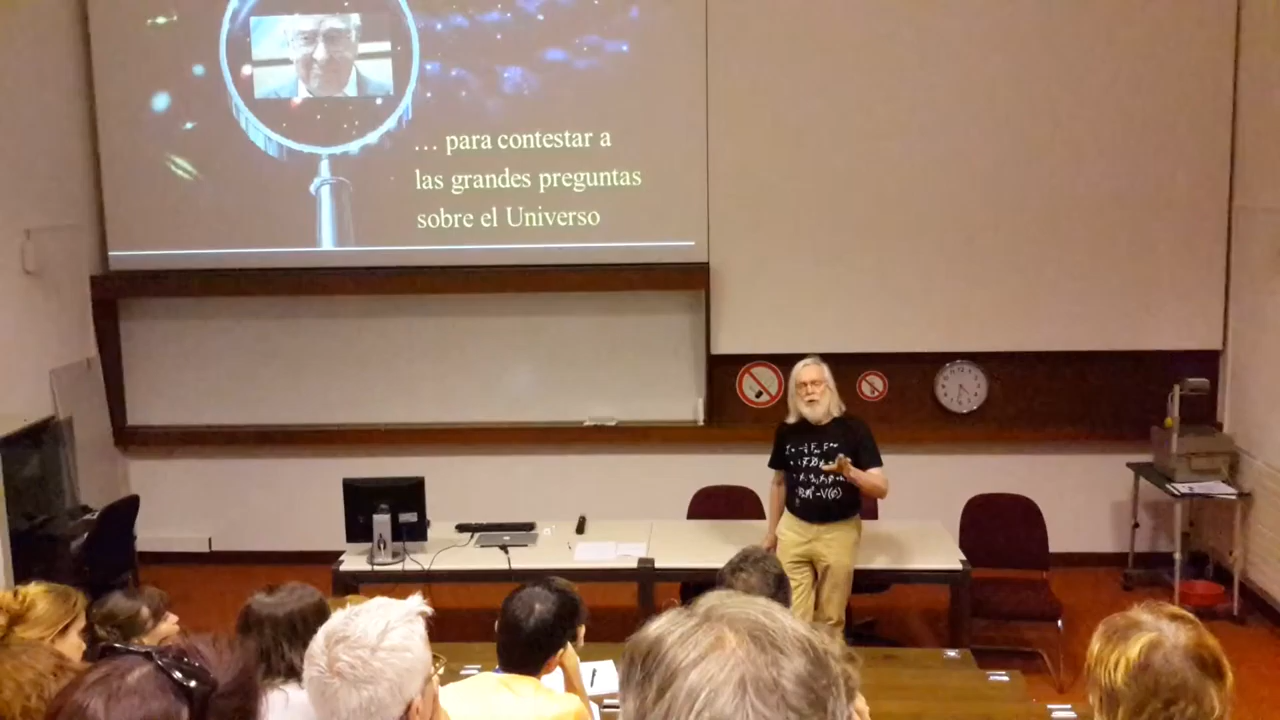 … para contestar a
las grandes preguntas
sobre el Universo